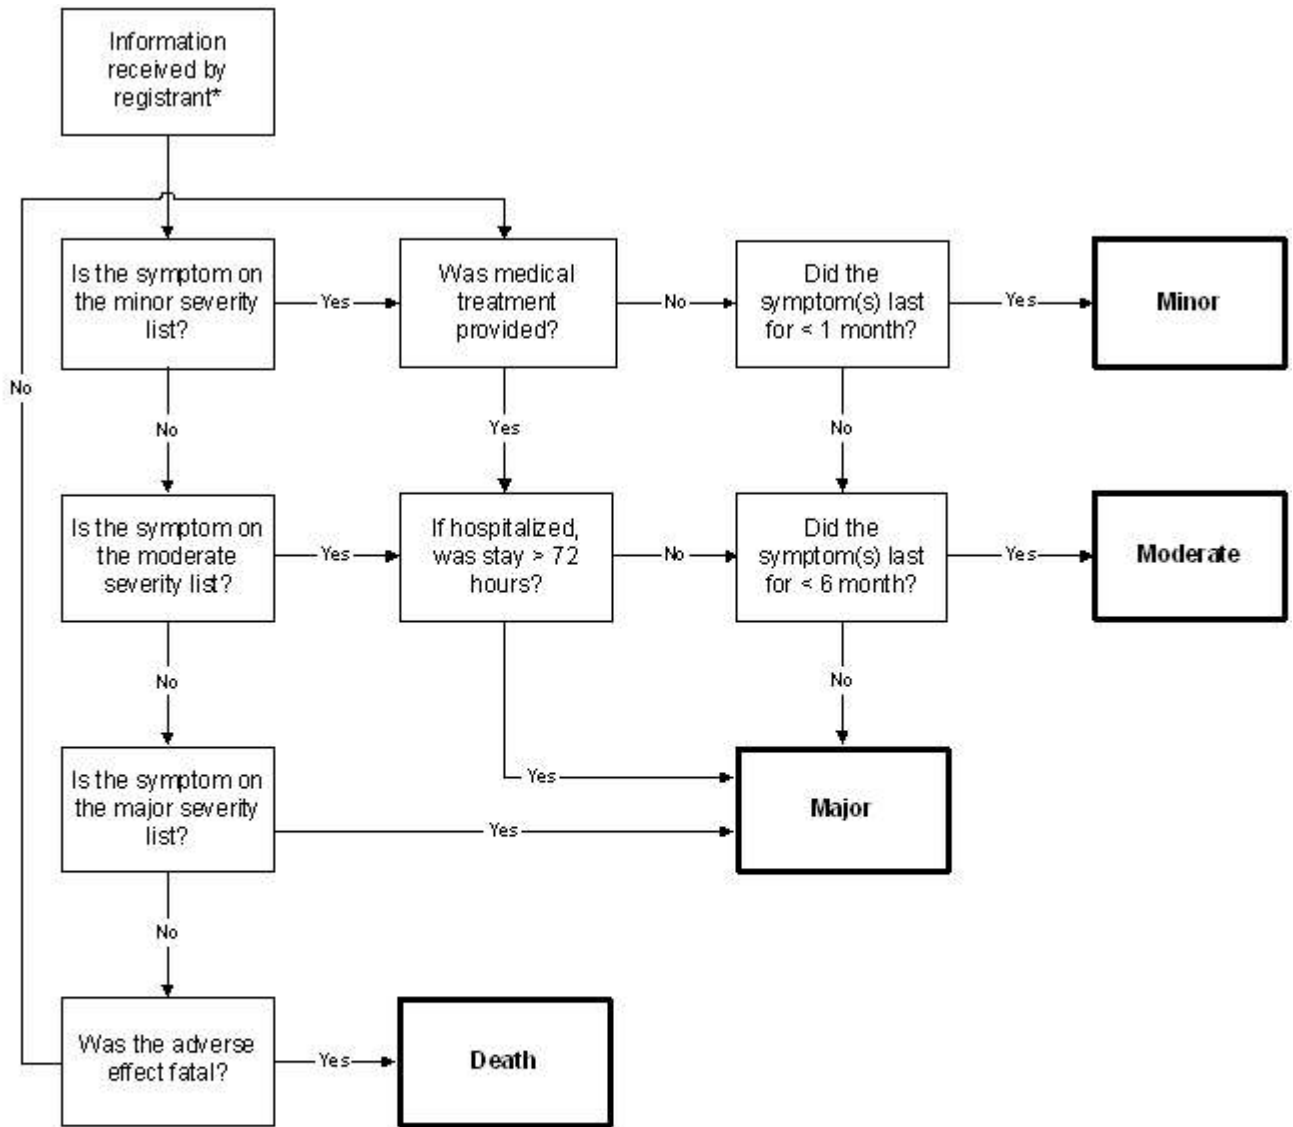 Information
received by
registrant*
Is the symptom on
the minor severity
list?
Yes
Was medical
treatment
provided?
No
Did the
symptom(s) last
for < 1 month?
Yes
Minor
No
No
Yes
No
Is the symptom on
the moderate
severity list?
Yes
If hospitalized,
was stay > 72
hours?
No
Did the
symptom(s) last
for < 6 month?
Yes
Moderate
No
No
Is the symptom on
the major severity
list?
Yes
Yes
Major
No
Was the adverse
effect fatal?
Yes
Death